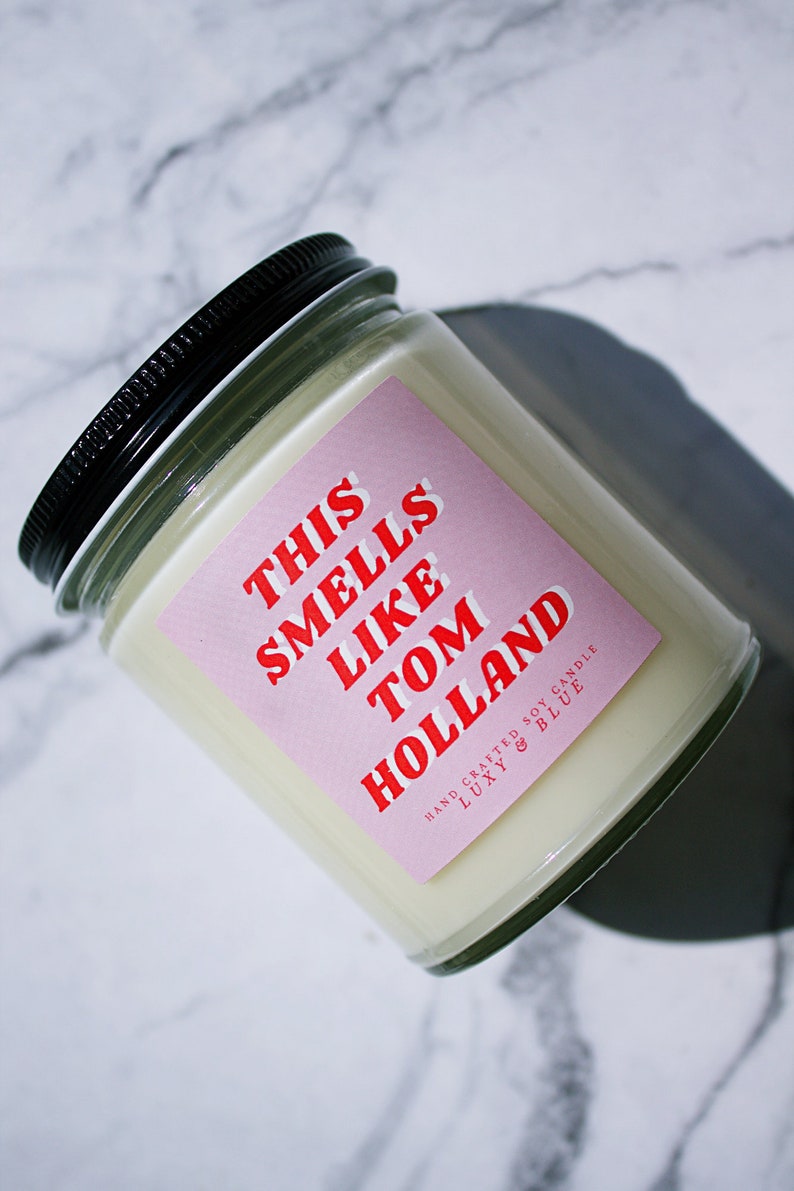 THIS
SMELLS
LIKE
TOM
HOLLAND
HAND CRAFTED SOY CANDLE
LUXY & BLUE